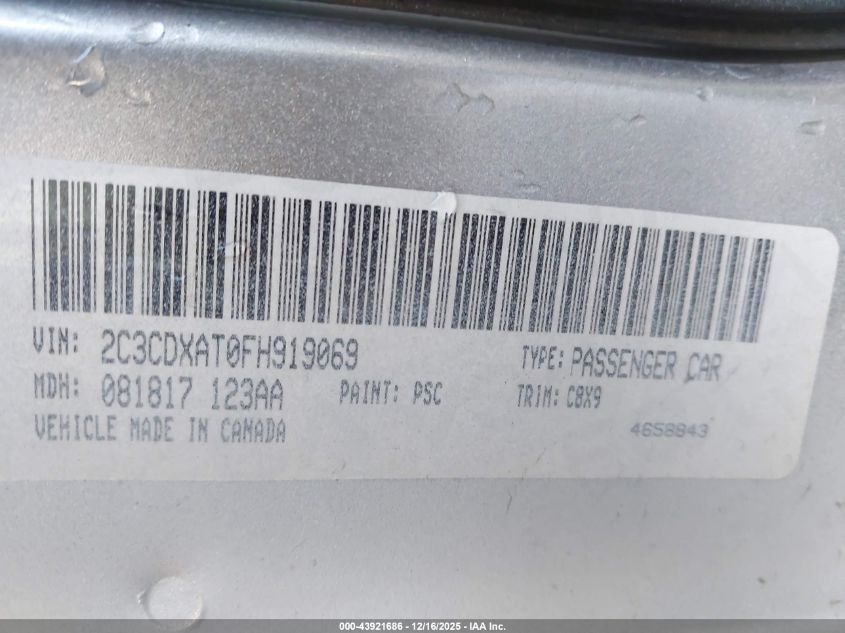 VIN: 2C3CDXAT0FH919069 TYPE: PASSENGER CAR
MDH: 081817 123AA PAINT: PSC TRIM: C8X9
VEHICLE MADE IN CANADA 4658843
000-43921686 - 12/16/2025 - IAA Inc.